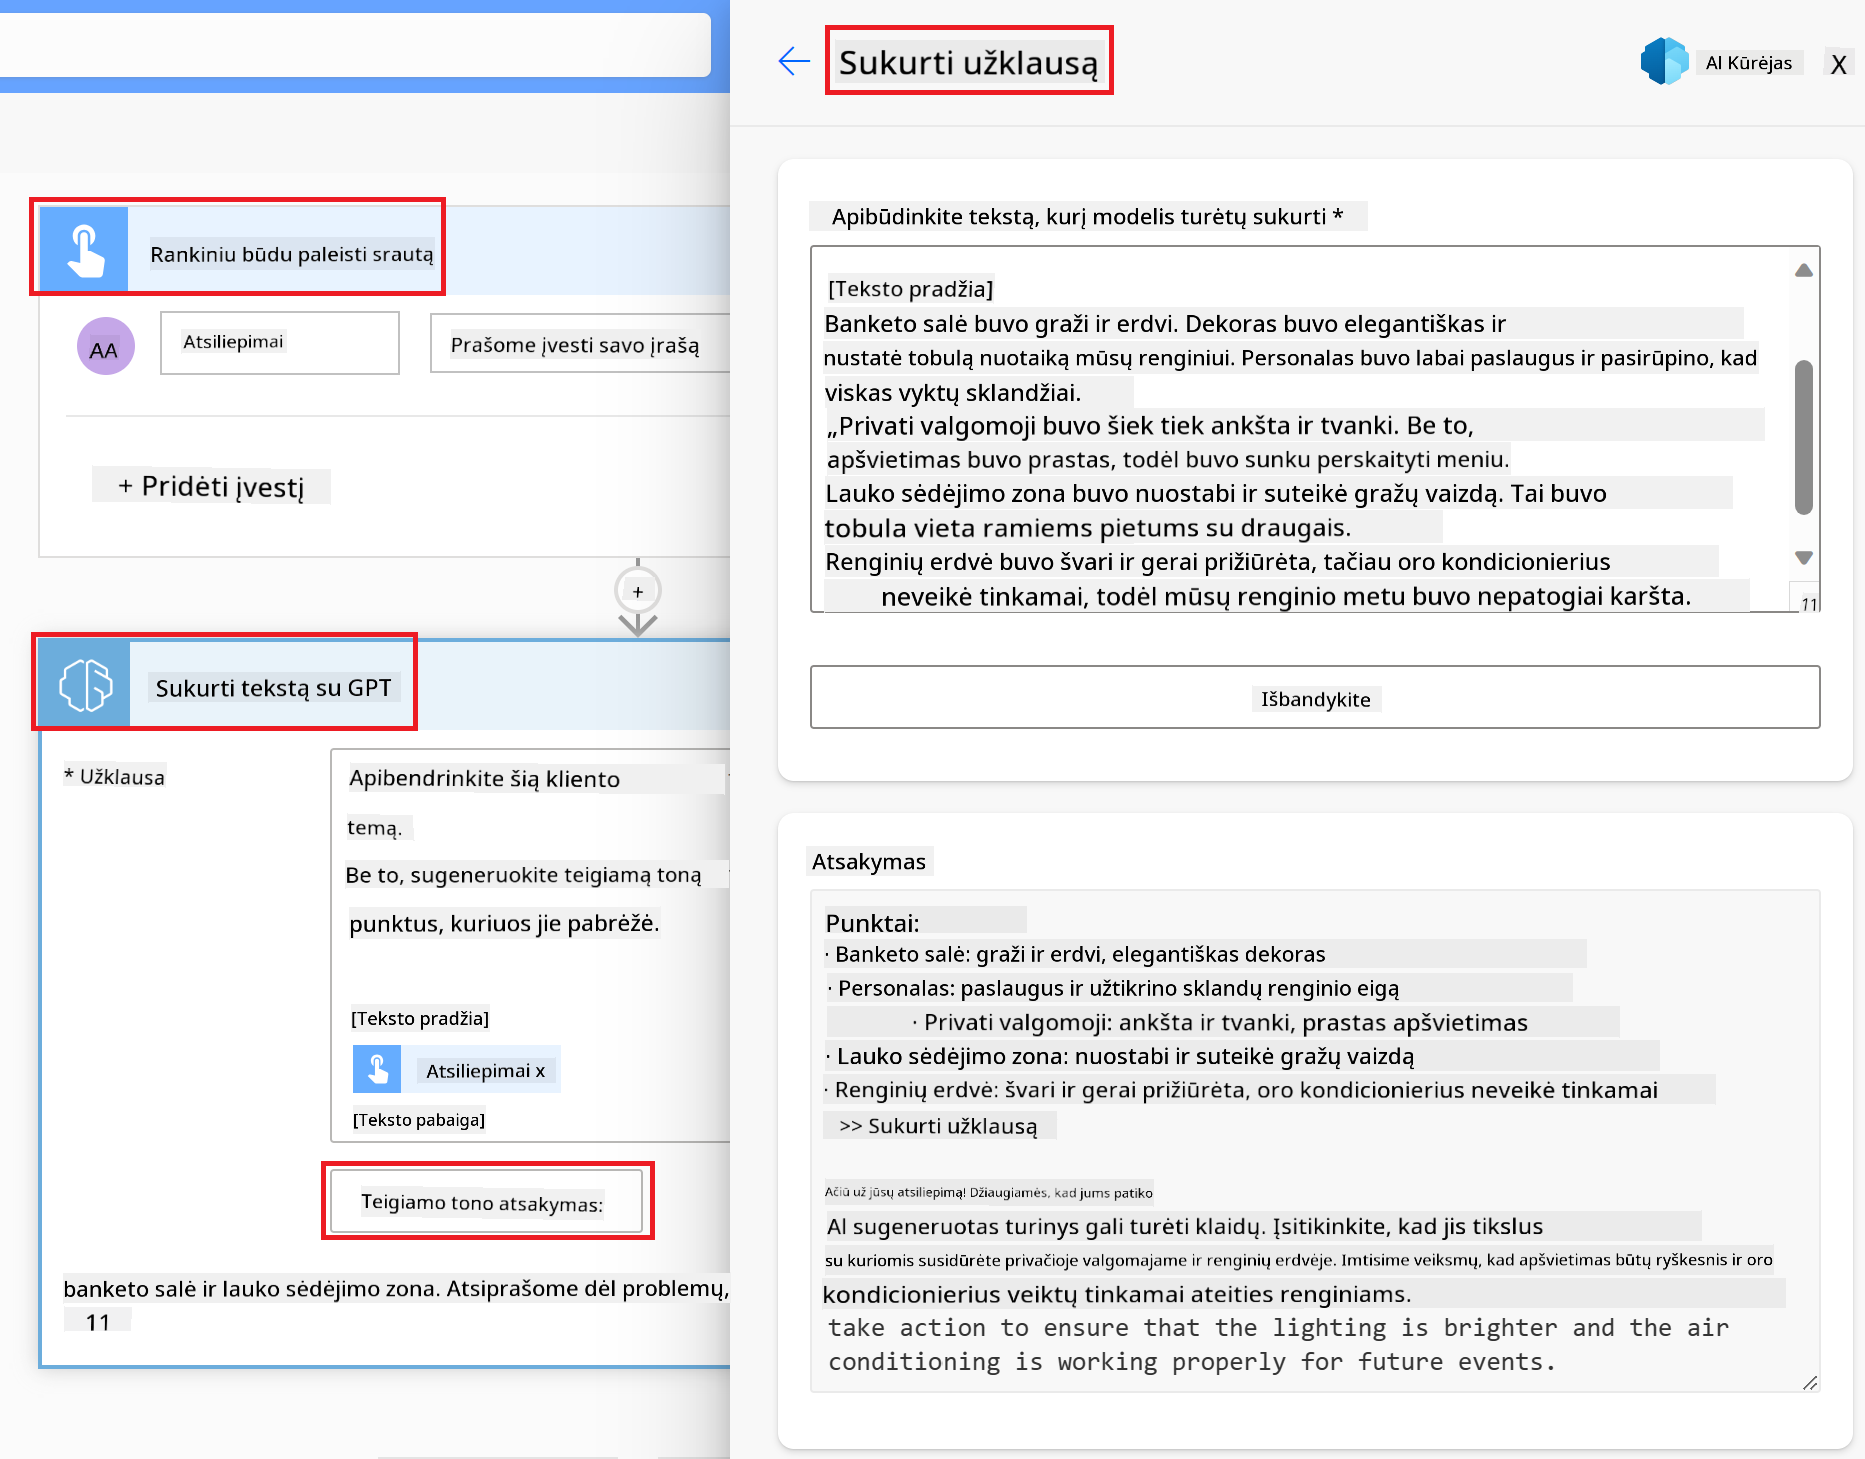 Rankiniu būdu paleisti srautą
AA
Atsiliepimai
Prašome įvesti savo įrašą
+ Pridėti įvestį
+
Sukurti tekstą su GPT
* Užklausa
Apibendrinkite šią kliento
temą.
Be to, sugeneruokite teigiamą toną
punktus, kuriuos jie pabrėžė.
[Teksto pradžia]
Atsiliepimai x
[Teksto pabaiga]
Teigiamo tono atsakymas:
banketo salė ir lauko sėdėjimo zona. Atsiprašome dėl problemų,
11
Sukurti užklausą
AI Kūrėjas
X
Apibūdinkite tekstą, kurį modelis turėtų sukurti *
[Teksto pradžia]
Banketo salė buvo graži ir erdvi. Dekoras buvo elegantiškas ir
nustatė tobulą nuotaiką mūsų renginiui. Personalas buvo labai paslaugus ir pasirūpino, kad
viskas vyktų sklandžiai.
„Privati valgomoji buvo šiek tiek ankšta ir tvanki. Be to,
apšvietimas buvo prastas, todėl buvo sunku perskaityti meniu.
Lauko sėdėjimo zona buvo nuostabi ir suteikė gražų vaizdą. Tai buvo
tobula vieta ramiems pietums su draugais.
Renginių erdvė buvo švari ir gerai prižiūrėta, tačiau oro kondicionierius
neveikė tinkamai, todėl mūsų renginio metu buvo nepatogiai karšta.
11
Išbandykite
Atsakymas
Punktai:
· Banketo salė: graži ir erdvi, elegantiškas dekoras
· Personalas: paslaugus ir užtikrino sklandų renginio eigą
· Privati valgomoji: ankšta ir tvanki, prastas apšvietimas
· Lauko sėdėjimo zona: nuostabi ir suteikė gražų vaizdą
· Renginių erdvė: švari ir gerai prižiūrėta, oro kondicionierius neveikė tinkamai
>> Sukurti užklausą
Ačiū už jūsų atsiliepimą! Džiaugiamės, kad jums patiko
AI sugeneruotas turinys gali turėti klaidų. Įsitikinkite, kad jis tikslus
su kuriomis susidūrėte privačioje valgomajame ir renginių erdvėje. Imtisime veiksmų, kad apšvietimas būtų ryškesnis ir oro
kondicionierius veiktų tinkamai ateities renginiams.
take action to ensure that the lighting is brighter and the air
conditioning is working properly for future events.